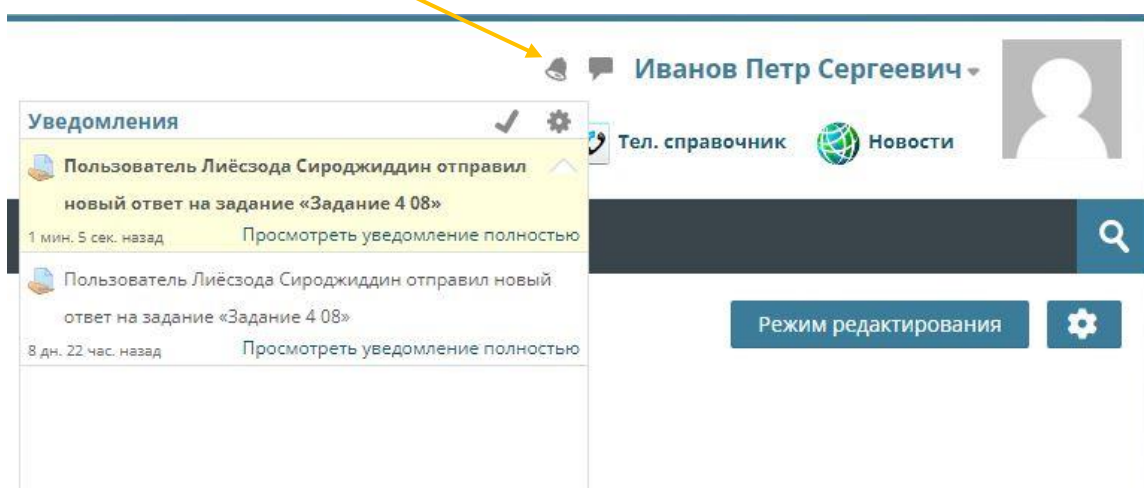 Иванов Петр Сергеевич
Уведомления
Тел. справочник
Новости
Пользователь Лиёсзода Сироджиддин отправил
новый ответ на задание «Задание 4 08»
1 мин. 5 сек. назад
Просмотреть уведомление полностью
Пользователь Лиёсзода Сироджиддин отправил новый
ответ на задание «Задание 4 08»
Режим редактирования
8 дн. 22 час. назад
Просмотреть уведомление полностью